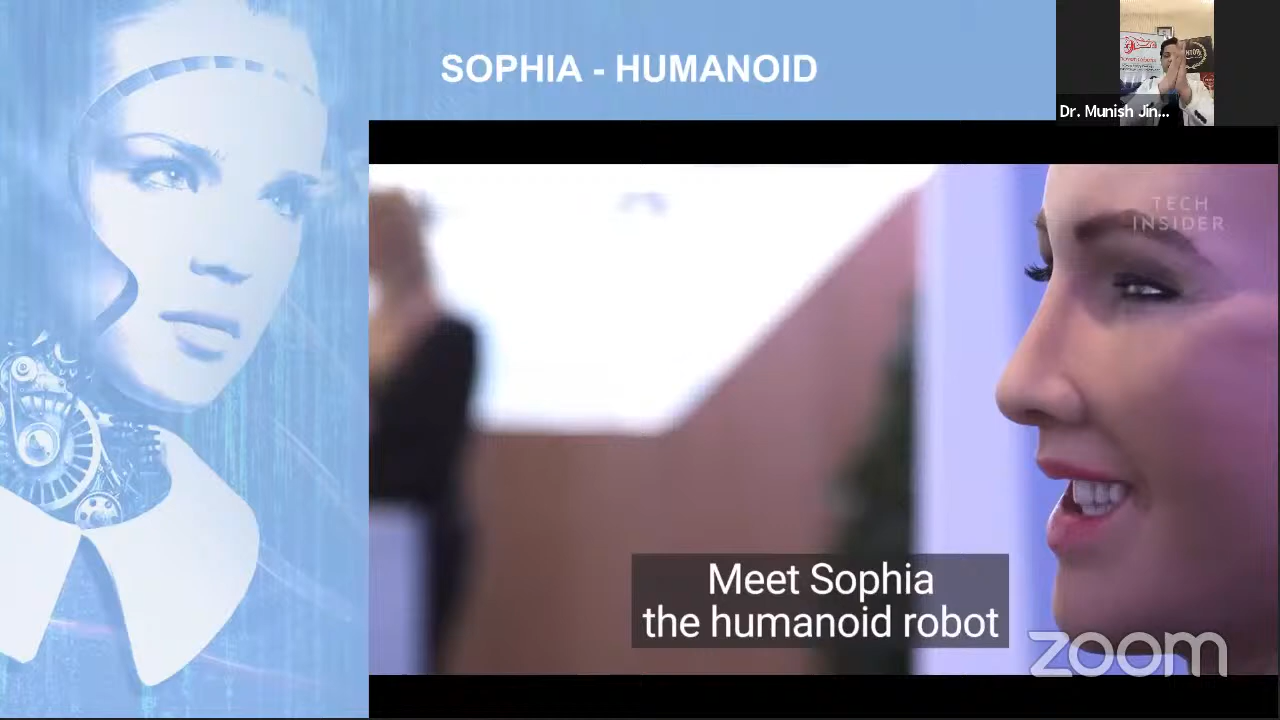 SOPHIA - HUMANOID
Dr. Munish Jin...
TECH
INSIDER
Meet Sophia
the humanoid robot
zoom